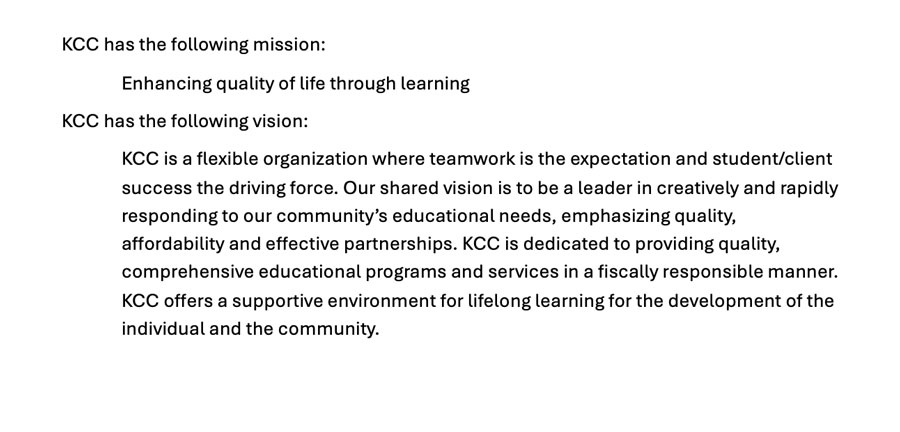 KCC has the following mission:
Enhancing quality of life through learning
KCC has the following vision:
KCC is a flexible organization where teamwork is the expectation and student/client
success the driving force. Our shared vision is to be a leader in creatively and rapidly
responding to our community’s educational needs, emphasizing quality,
affordability and effective partnerships. KCC is dedicated to providing quality,
comprehensive educational programs and services in a fiscally responsible manner.
KCC offers a supportive environment for lifelong learning for the development of the
individual and the community.